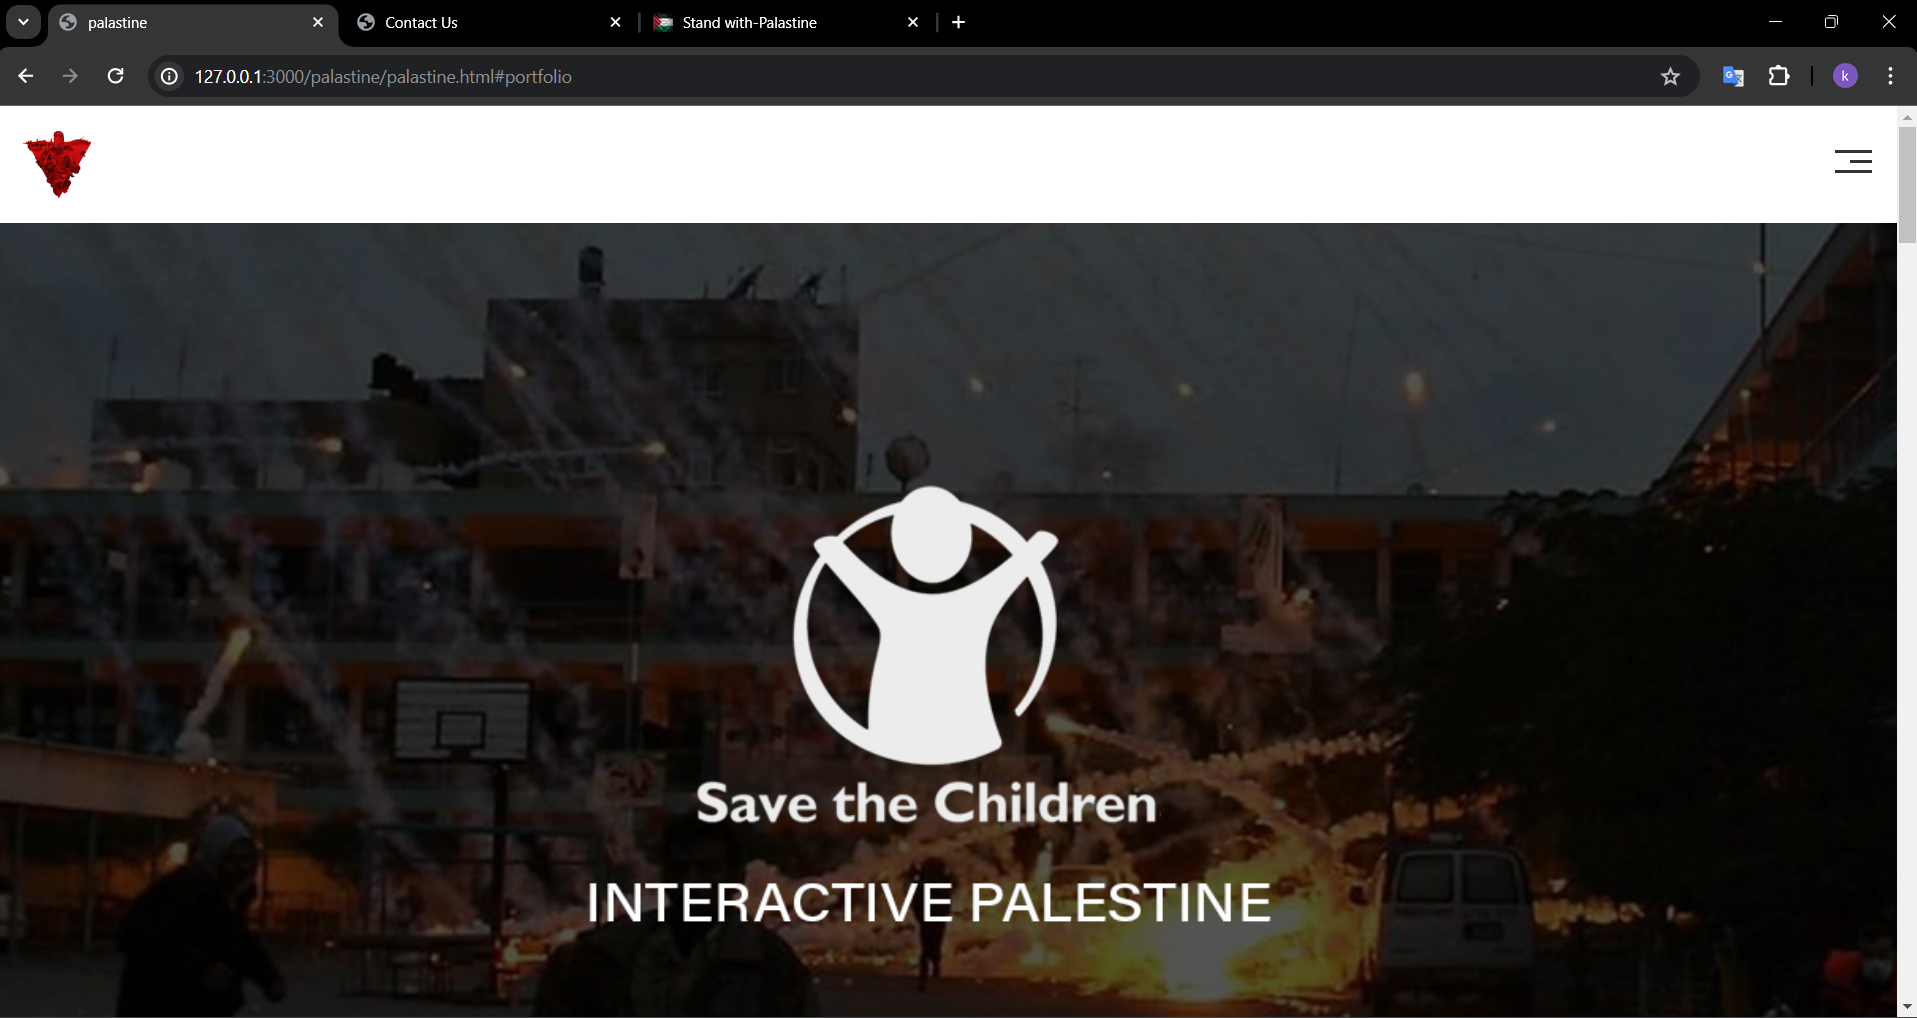 palastine
Contact Us
Stand with-Palastine
127.0.0.1:3000/palastine/palastine.html#portfolio
k
Save the Children
INTERACTIVE PALESTINE